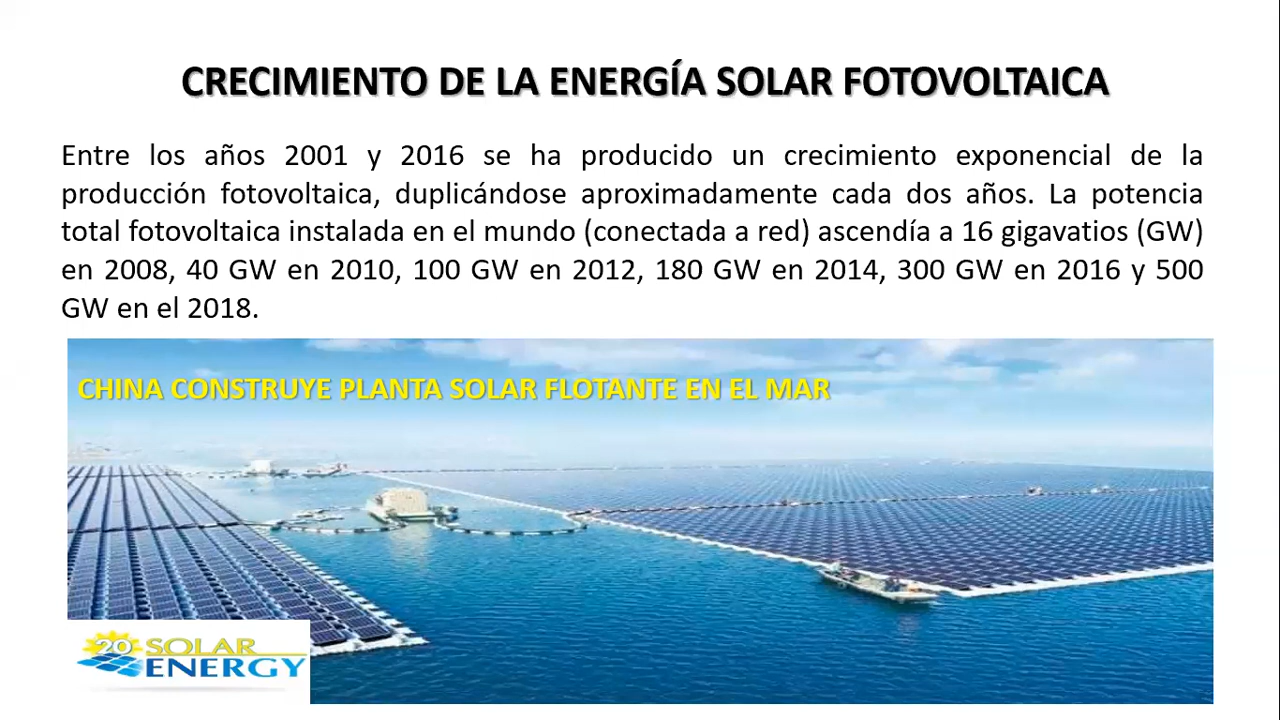 CRECIMIENTO DE LA ENERGÍA SOLAR FOTOVOLTAICA
Entre los años 2001 y 2016 se ha producido un crecimiento exponencial de la
producción fotovoltaica, duplicándose aproximadamente cada dos años. La potencia
total fotovoltaica instalada en el mundo (conectada a red) ascendía a 16 gigavatios (GW)
en 2008, 40 GW en 2010, 100 GW en 2012, 180 GW en 2014, 300 GW en 2016 y 500
GW en el 2018.
CHINA CONSTRUYE PLANTA SOLAR FLOTANTE EN EL MAR
20 SOLAR
ENERGY